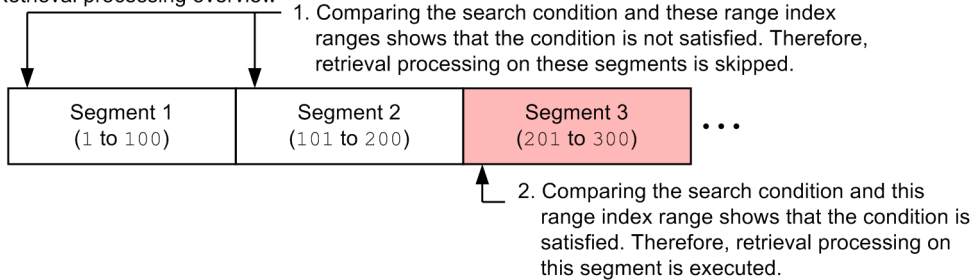 Retrieval processing overview
1. Comparing the search condition and these range index
ranges shows that the condition is not satisfied. Therefore,
retrieval processing on these segments is skipped.
Segment 1
(1 to 100)
Segment 2
(101 to 200)
Segment 3
(201 to 300)
...
2. Comparing the search condition and this
range index range shows that the condition is
satisfied. Therefore, retrieval processing on
this segment is executed.